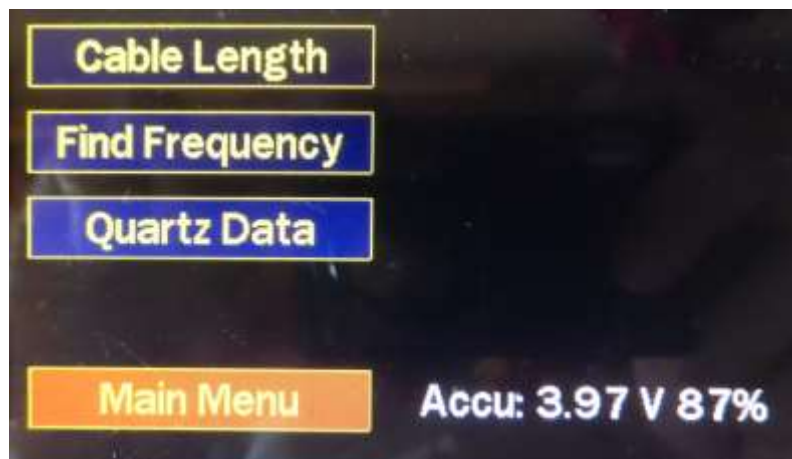 Cable Length
Find Frequency
Quartz Data
Main Menu
Accu: 3.97 V 87%